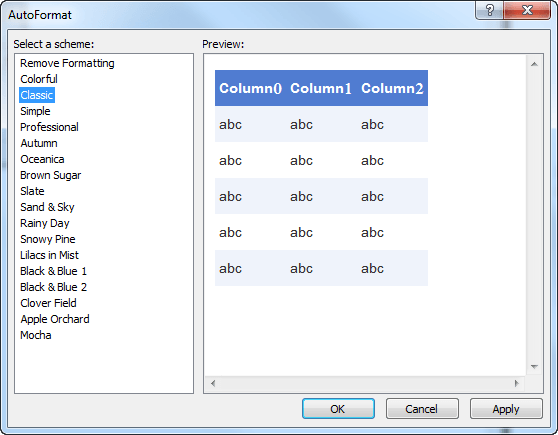 AutoFormat
Select a scheme:
Remove Formatting
Colorful
Classic
Simple
Professional
Autumn
Oceanica
Brown Sugar
Slate
Sand & Sky
Rainy Day
Snowy Pine
Lilacs in Mist
Black & Blue 1
Black & Blue 2
Clover Field
Apple Orchard
Mocha
Preview:
Column0 Column1 Column2
abc abc abc
abc abc abc
abc abc abc
abc abc abc
abc abc abc
OK Cancel Apply